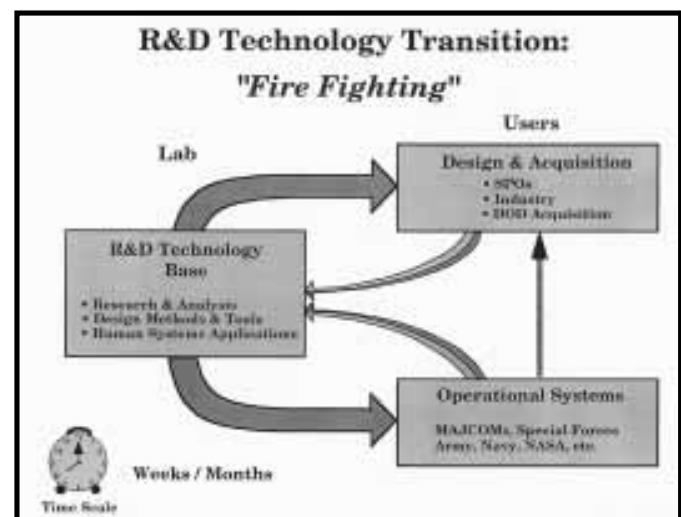 R&D Technology Transition:
"Fire Fighting"
Users
Lab
Design & Acquisition
• SPOs
• Industry
• DOD Acquisition
R&D Technology
Base
• Research & Analysis
• Design Methods & Tools
• Human Systems Applications
Operational Systems
MAJCOMs, Special Forces
Army, Navy, NASA, etc.
Weeks / Months
Time Scale